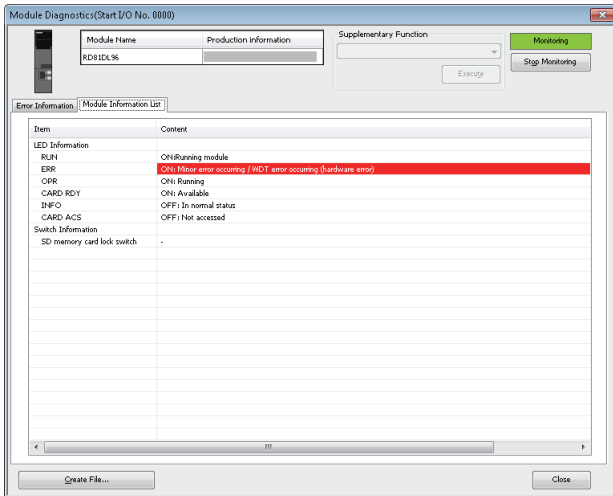 Module Diagnostics(Start I/O No. 0000)
Module Name Production information
RD81DL96
Supplementary Function
Execute
Monitoring
Stop Monitoring
Error Information Module Information List
Item Content
LED Information
RUN ON:Running module
ERR ON: Minor error occurring / WDT error occurring (hardware error)
OPR ON: Running
CARD RDY ON: Available
INFO OFF: In normal status
CARD ACS OFF: Not accessed
Switch Information
SD memory card lock switch -
Create File... Close